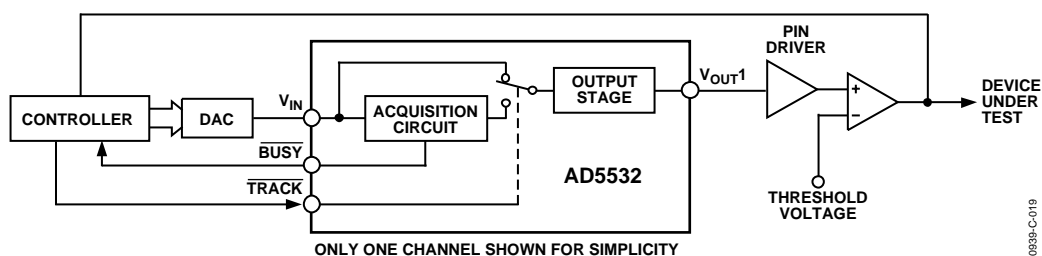 PIN
DRIVER
CONTROLLER
DAC
V_IN
ACQUISITION
CIRCUIT
OUTPUT
STAGE
V_OUT1
+
–
DEVICE
UNDER
TEST
BUSY
TRACK
AD5532
THRESHOLD
VOLTAGE
ONLY ONE CHANNEL SHOWN FOR SIMPLICITY
0939-C-019